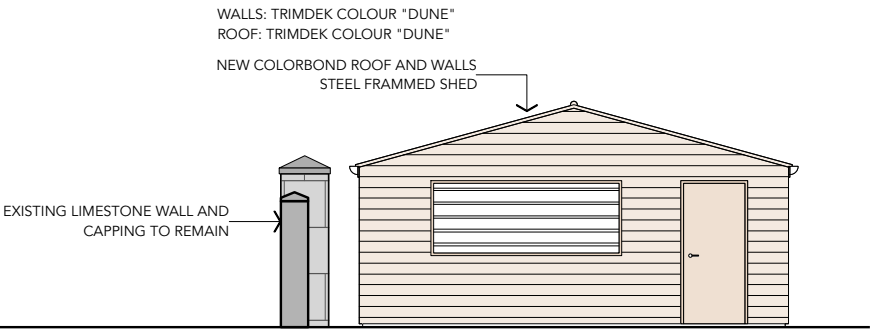 WALLS: TRIMDEK COLOUR "DUNE"
ROOF: TRIMDEK COLOUR "DUNE"
NEW COLORBOND ROOF AND WALLS
STEEL FRAMMED SHED
EXISTING LIMESTONE WALL AND
CAPPING TO REMAIN